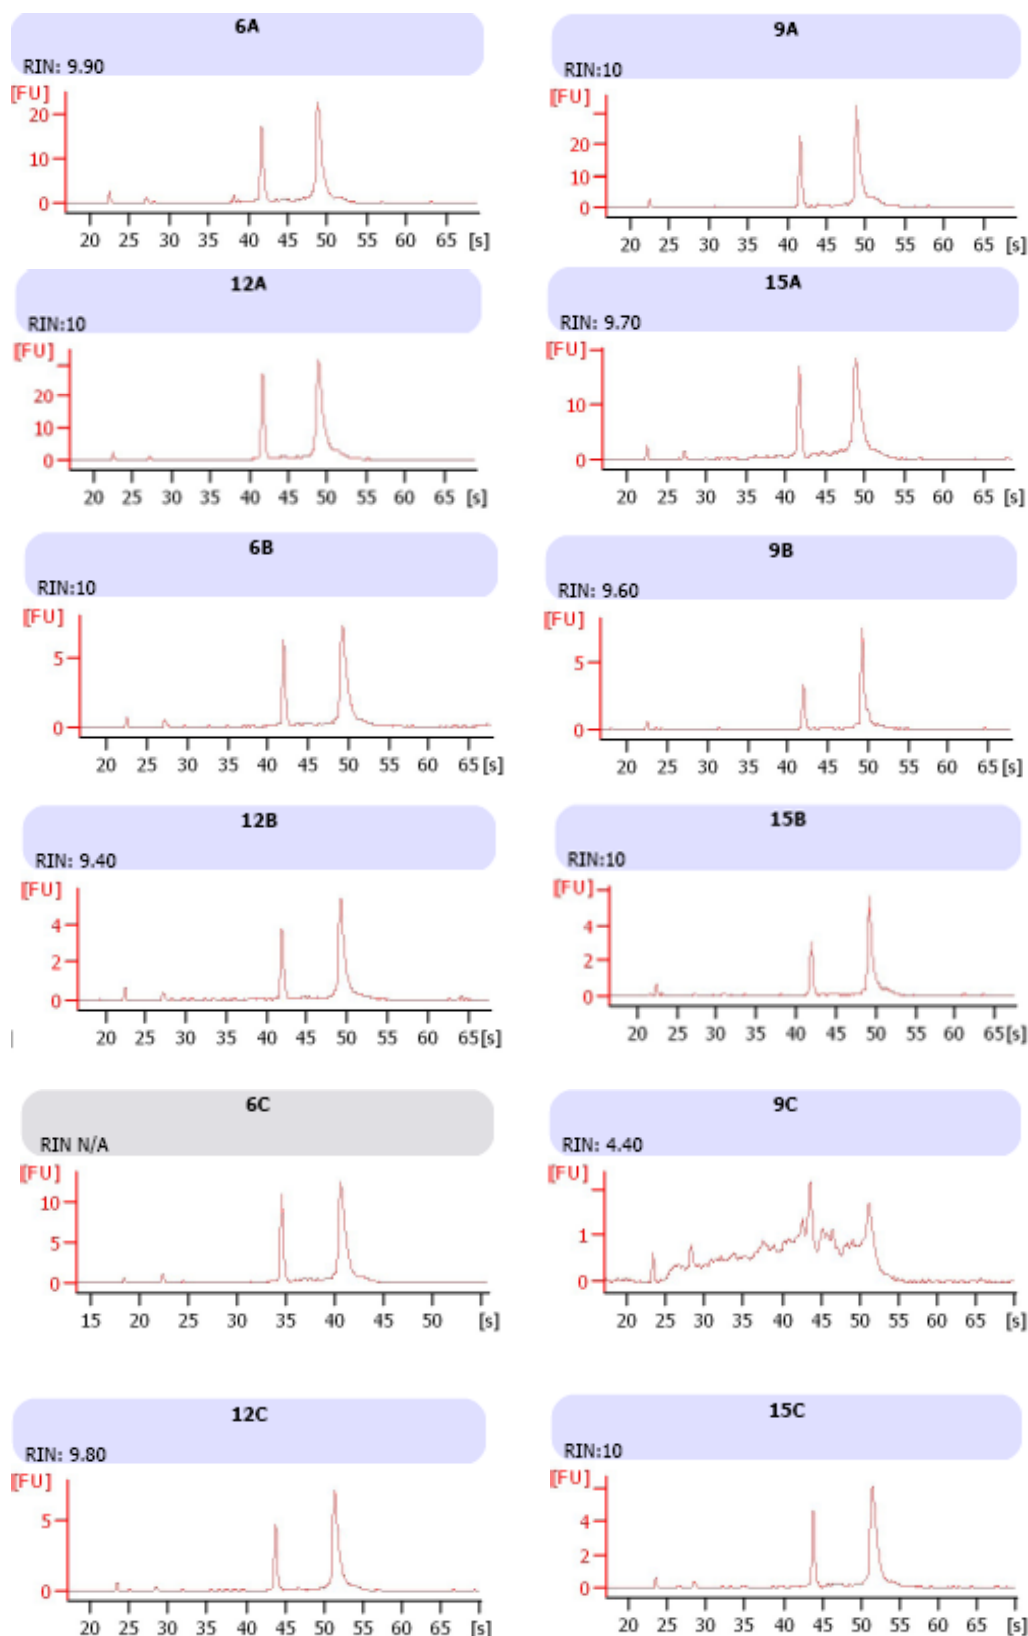 6A
RIN: 9.90
[FU]
20
10
0
20 25 30 35 40 45 50 55 60 65 [s]
9A
RIN:10
[FU]
20
10
0
20 25 30 35 40 45 50 55 60 65 [s]
12A
RIN:10
[FU]
20
10
0
20 25 30 35 40 45 50 55 60 65 [s]
15A
RIN: 9.70
[FU]
10
0
20 25 30 35 40 45 50 55 60 65 [s]
6B
RIN:10
[FU]
5
0
20 25 30 35 40 45 50 55 60 65 [s]
9B
RIN: 9.60
[FU]
5
0
20 25 30 35 40 45 50 55 60 65 [s]
12B
RIN: 9.40
[FU]
4
2
0
20 25 30 35 40 45 50 55 60 65 [s]
15B
RIN:10
[FU]
4
2
0
20 25 30 35 40 45 50 55 60 65 [s]
6C
RIN N/A
[FU]
10
5
0
15 20 25 30 35 40 45 50 [s]
9C
RIN: 4.40
[FU]
1
0
20 25 30 35 40 45 50 55 60 65 [s]
12C
RIN: 9.80
[FU]
5
0
20 25 30 35 40 45 50 55 60 65 [s]
15C
RIN:10
[FU]
4
2
0
20 25 30 35 40 45 50 55 60 65 [s]